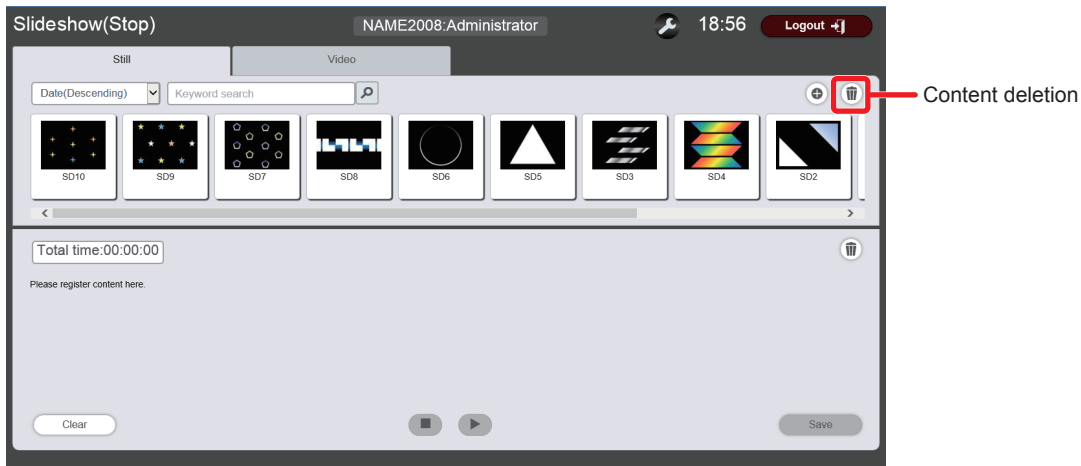 Slideshow(Stop) NAME2008:Administrator 18:56 Logout
Still Video
Date(Descending) Keyword search
Content deletion
SD10 SD9 SD7 SD8 SD6 SD5 SD3 SD4 SD2
Total time:00:00:00
Please register content here.
Clear Save